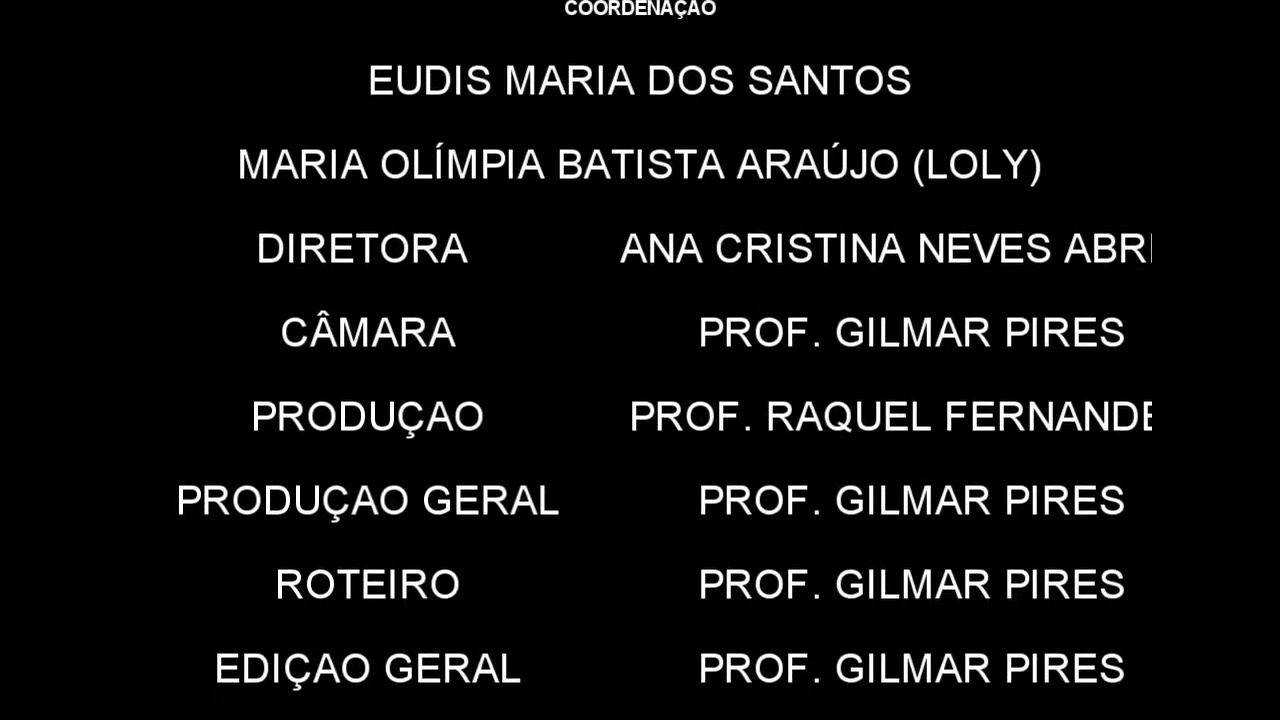 COORDENAÇAO
EUDIS MARIA DOS SANTOS
MARIA OLÍMPIA BATISTA ARAÚJO (LOLY)
DIRETORA ANA CRISTINA NEVES
CÂMARA PROF. GILMAR PIRES
PRODUÇAO PROF. RAQUEL
PRODUÇAO GERAL PROF. GILMAR PIRES
ROTEIRO PROF. GILMAR PIRES
EDIÇAO GERAL PROF. GILMAR PIRES